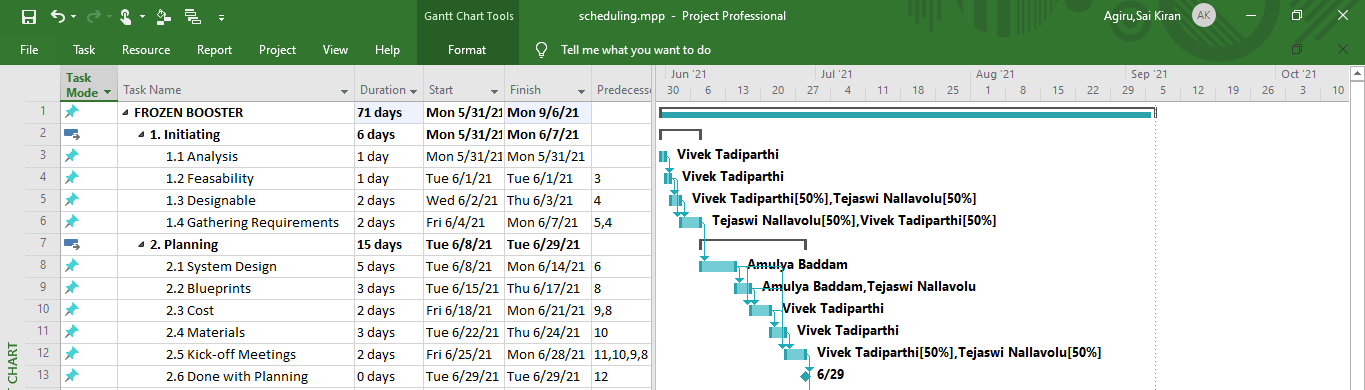 Gantt Chart Tools scheduling.mpp - Project Professional Agiru,Sai Kiran AK
File Task Resource Report Project View Help Format Tell me what you want to do
Task Mode Task Name Duration Start Finish Predecess
Jun '21 Jul '21 Aug '21 Sep '21 Oct '21
30 6 13 20 27 4 11 18 25 1 8 15 22 29 5 12 19 26 3 10
1 FROZEN BOOSTER 71 days Mon 5/31/21 Mon 9/6/21
2 1. Initiating 6 days Mon 5/31/21 Mon 6/7/21
3 1.1 Analysis 1 day Mon 5/31/21 Mon 5/31/21 Vivek Tadiparthi
4 1.2 Feasability 1 day Tue 6/1/21 Tue 6/1/21 3 Vivek Tadiparthi
5 1.3 Designable 2 days Wed 6/2/21 Thu 6/3/21 4 Vivek Tadiparthi[50%],Tejaswi Nallavolu[50%]
6 1.4 Gathering Requirements 2 days Fri 6/4/21 Mon 6/7/21 5,4 Tejaswi Nallavolu[50%],Vivek Tadiparthi[50%]
7 2. Planning 15 days Tue 6/8/21 Tue 6/29/21
8 2.1 System Design 5 days Tue 6/8/21 Mon 6/14/21 6 Amulya Baddam
9 2.2 Blueprints 3 days Tue 6/15/21 Thu 6/17/21 8 Amulya Baddam,Tejaswi Nallavolu
10 2.3 Cost 2 days Fri 6/18/21 Mon 6/21/21 9,8 Vivek Tadiparthi
11 2.4 Materials 3 days Tue 6/22/21 Thu 6/24/21 10 Vivek Tadiparthi
12 2.5 Kick-off Meetings 2 days Fri 6/25/21 Mon 6/28/21 11,10,9,8 Vivek Tadiparthi[50%],Tejaswi Nallavolu[50%]
13 2.6 Done with Planning 0 days Tue 6/29/21 Tue 6/29/21 12 6/29
CHART